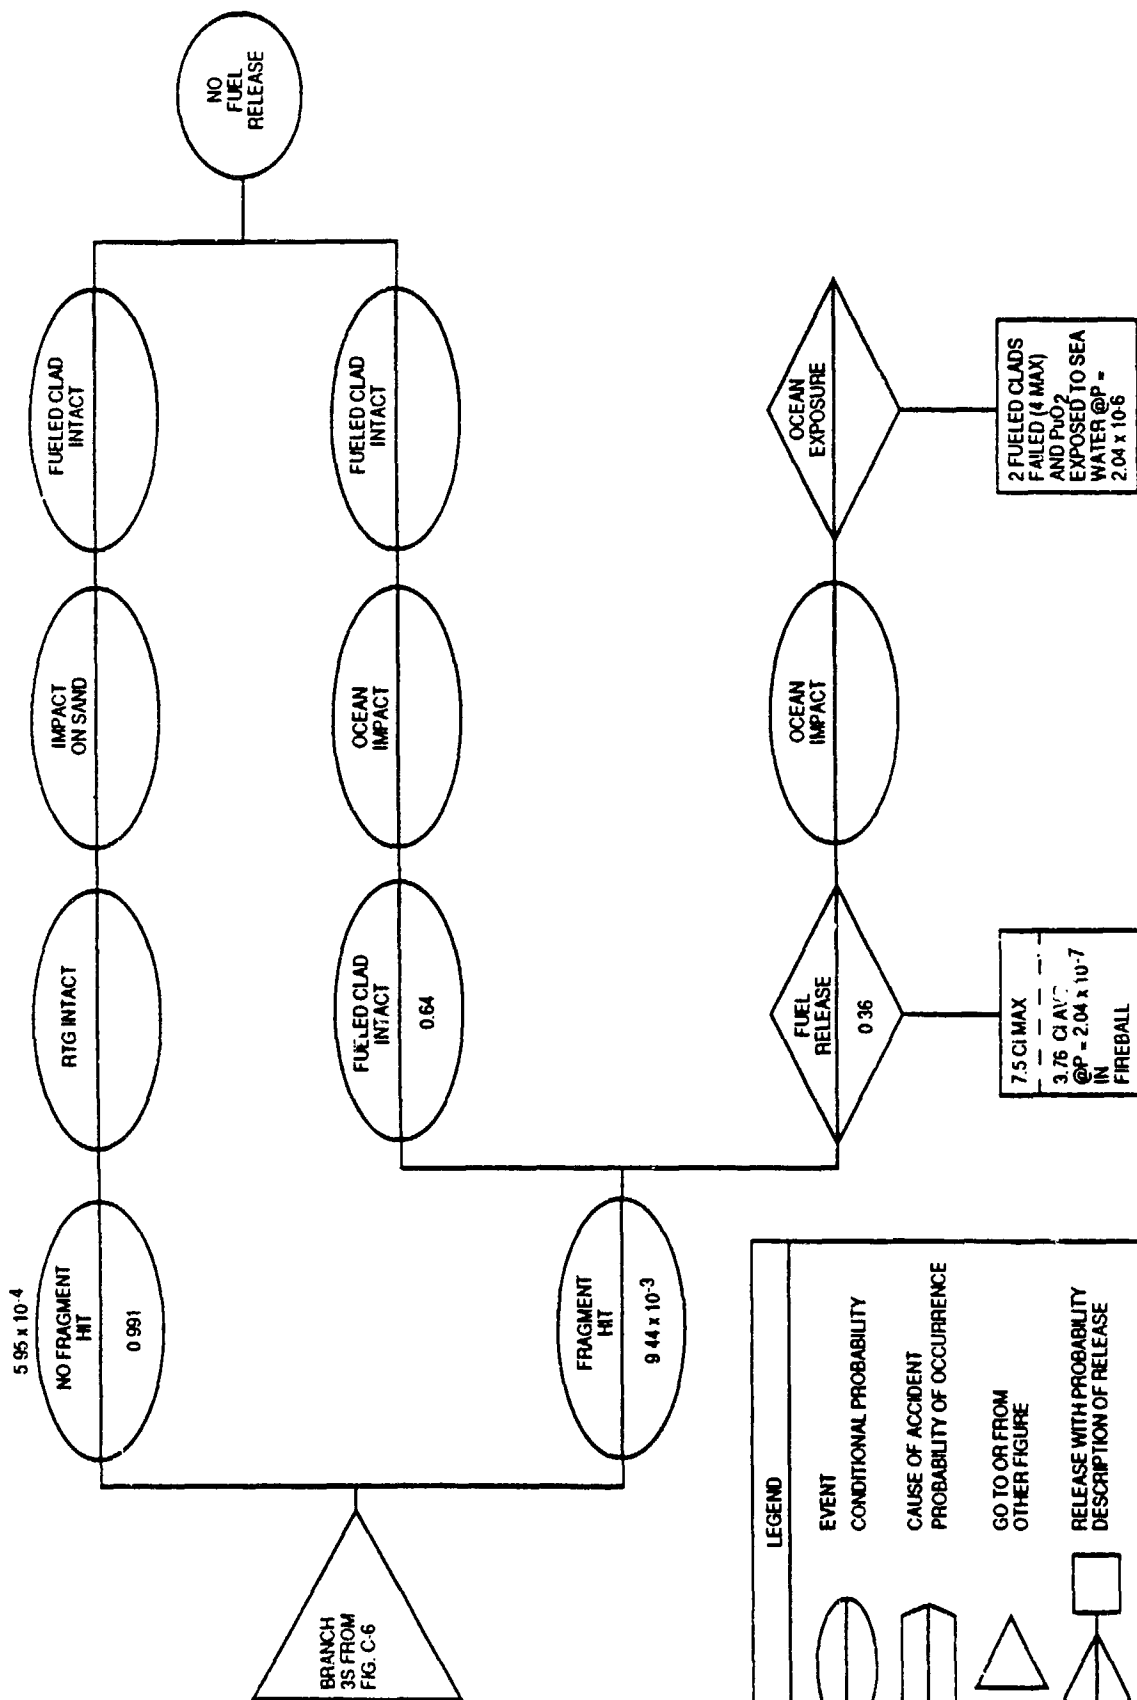 5 95 x 10-4
NO FRAGMENT
HIT
0 991
RTG INTACT
IMPACT
ON SAND
FUELED CLAD
INTACT
NO
FUEL
RELEASE
BRANCH
3S FROM
FIG. C-6
FUELED CLAD
INTACT
0.64
OCEAN
IMPACT
FUELED CLAD
INTACT
FRAGMENT
HIT
9 44 x 10-3
FUEL
RELEASE
0 36
OCEAN
IMPACT
OCEAN
EXPOSURE
7.5 Ci MAX
3.76 Ci
@P = 2.04 x 10-7
IN
FIREBALL
2 FUELED CLADS
FAILED (4 MAX)
AND PuO2
EXPOSED TO SEA
WATER @P =
2.04 x 10-6
LEGEND
EVENT
CONDITIONAL PROBABILITY
CAUSE OF ACCIDENT
PROBABILITY OF OCCURRENCE
GO TO OR FROM
OTHER FIGURE
RELEASE WITH PROBABILITY
DESCRIPTION OF RELEASE